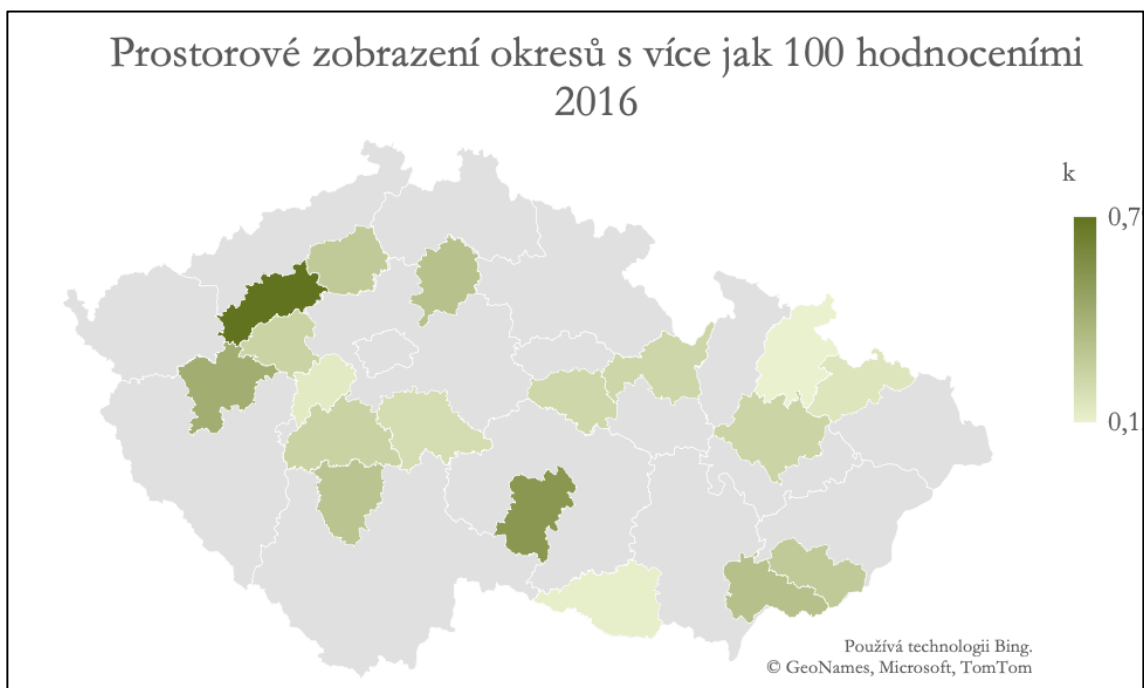 Prostorové zobrazení okresů s více jak 100 hodnoceními
2016
k
0,7
0,1
Používá technologii Bing.
© GeoNames, Microsoft, TomTom